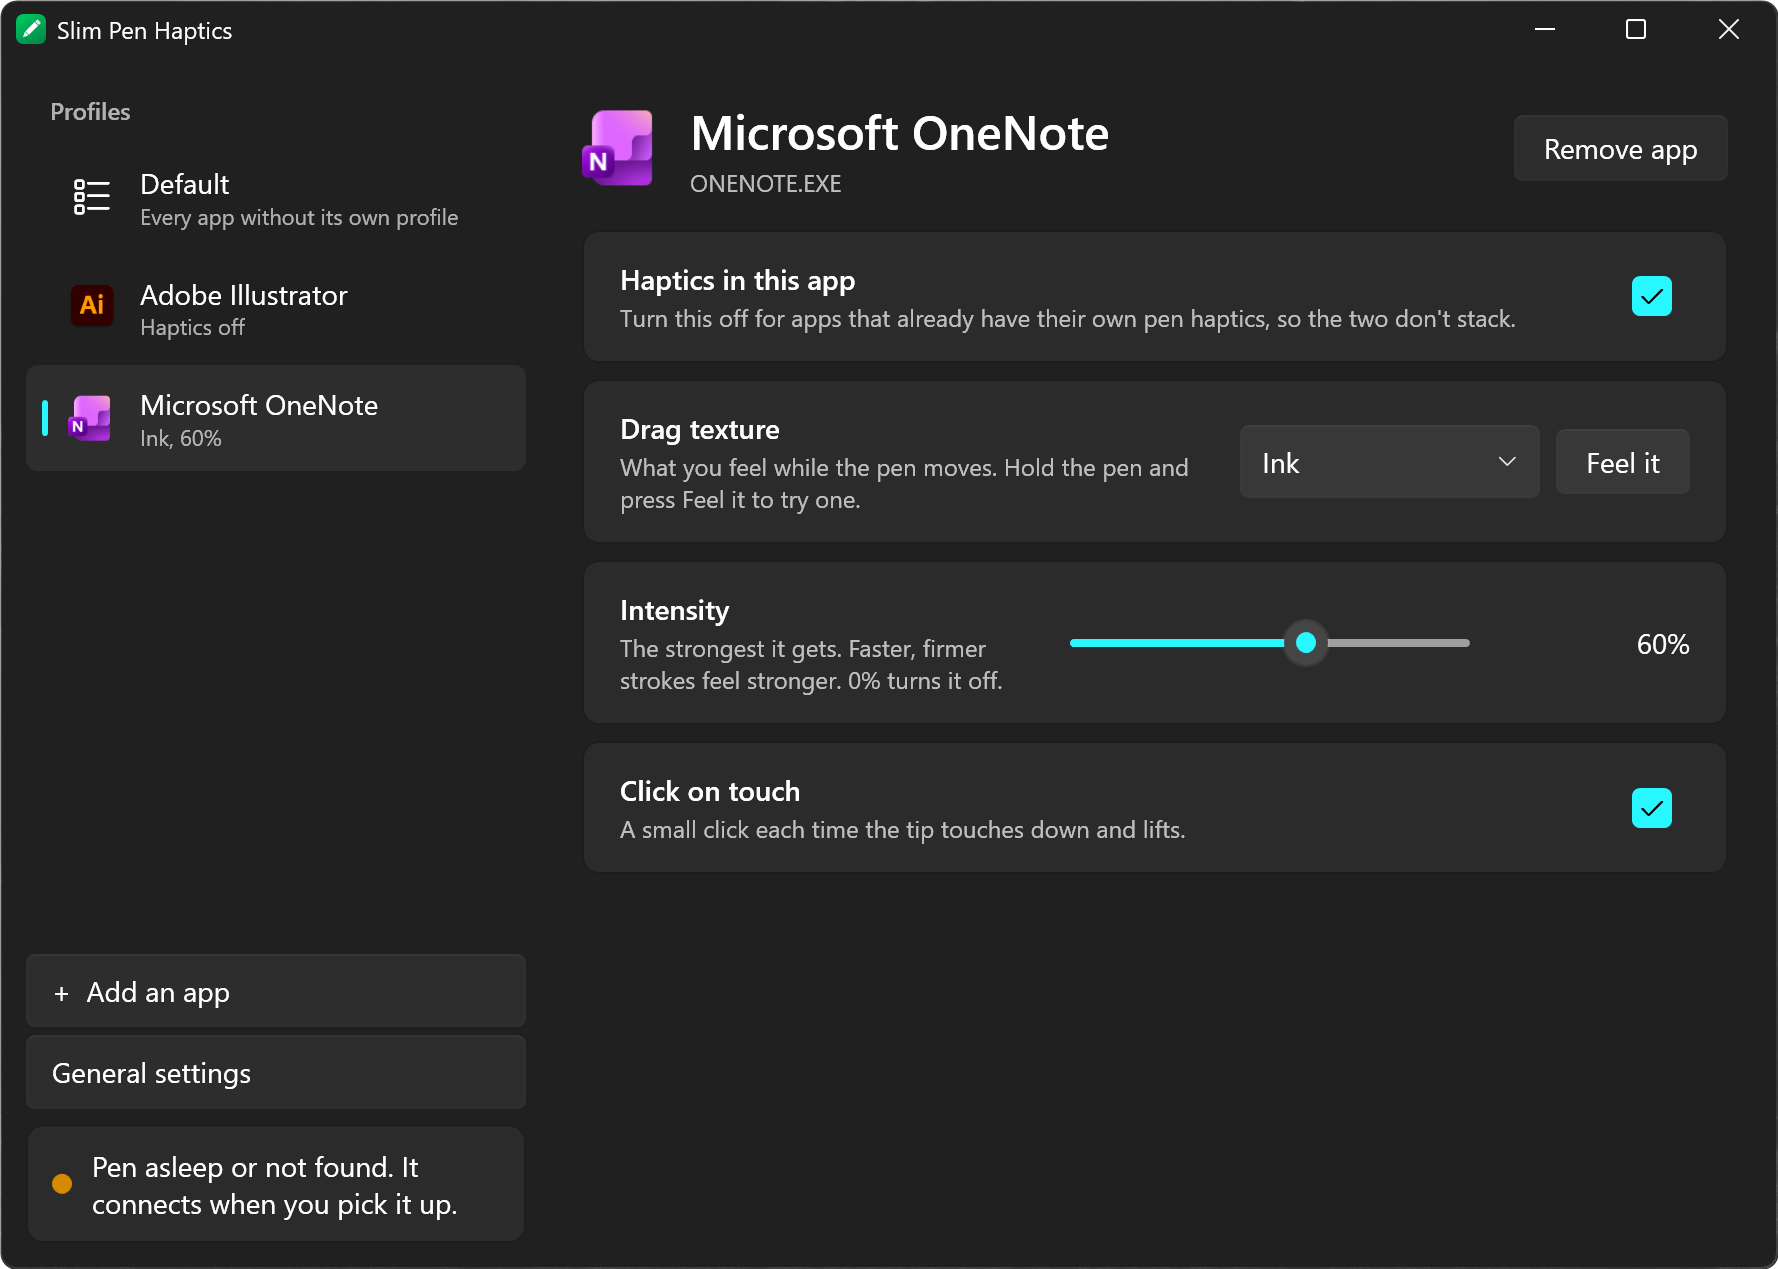 Slim Pen Haptics
Profiles
Default
Every app without its own profile
Ai
Adobe Illustrator
Haptics off
N
Microsoft OneNote
Ink, 60%
+ Add an app
General settings
Pen asleep or not found. It
connects when you pick it up.
N
Microsoft OneNote
ONENOTE.EXE
Remove app
Haptics in this app
Turn this off for apps that already have their own pen haptics, so the two don't stack.
Drag texture
What you feel while the pen moves. Hold the pen and
press Feel it to try one.
Ink
Feel it
Intensity
The strongest it gets. Faster, firmer
strokes feel stronger. 0% turns it off.
60%
Click on touch
A small click each time the tip touches down and lifts.